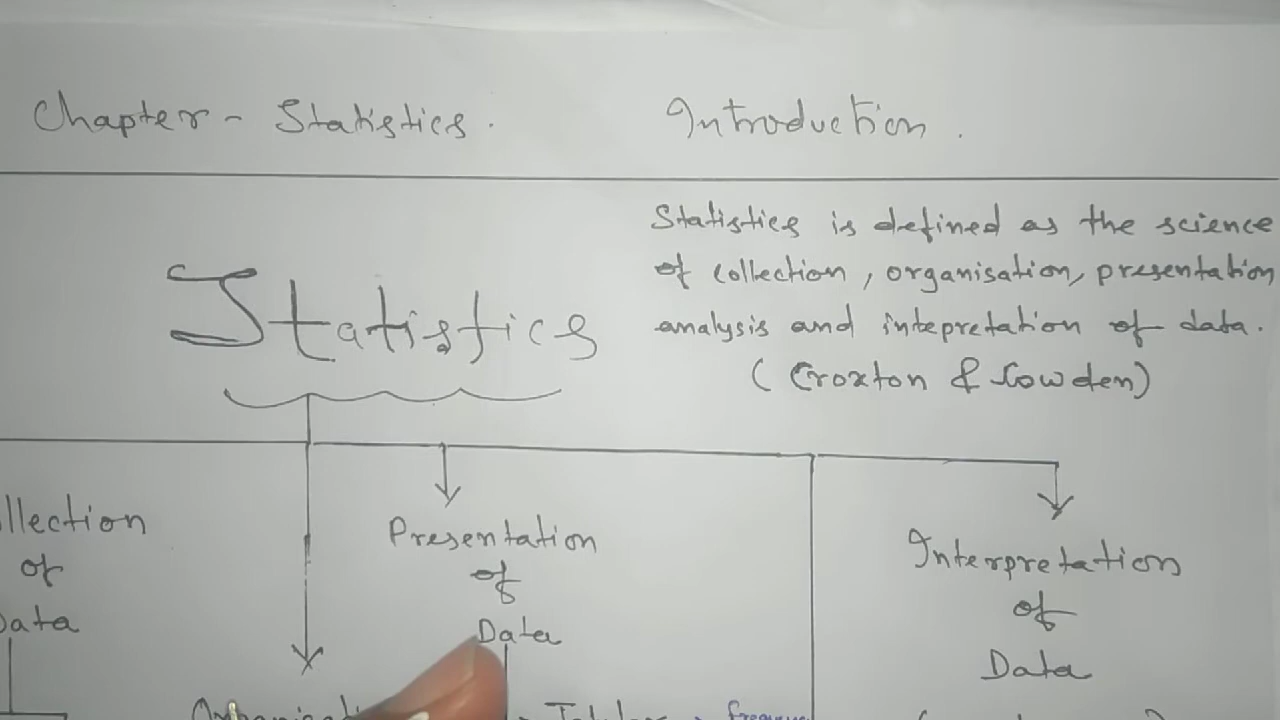 Chapter - Statistics. Introduction.
Statistics is defined as the science
of collection, organisation, presentation
analysis and intepretation of data.
(Croxton & Cowden)
Statistics
llection
of
Data
Presentation
of
Data
Interpretation
of
Data